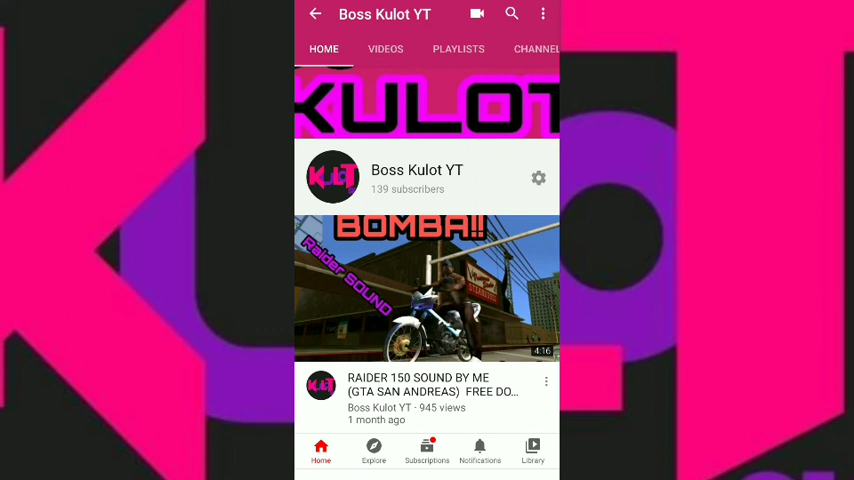 Boss Kulot YT
HOME VIDEOS PLAYLISTS CHANNEL
KULOT
KULOT
Boss Kulot YT
139 subscribers
BOMBA!!
Raider SOUND
4:16
RAIDER 150 SOUND BY ME
(GTA SAN ANDREAS) FREE DO...
Boss Kulot YT · 945 views
1 month ago
Home Explore Subscriptions Notifications Library